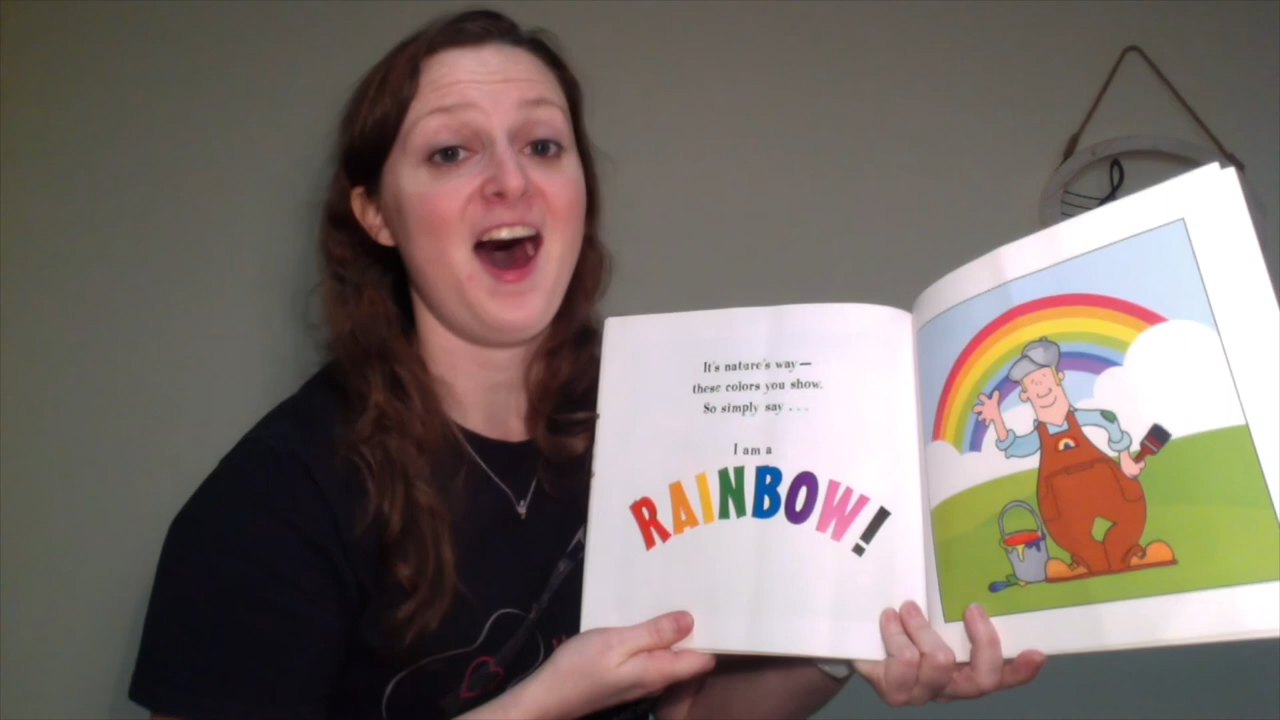 It's nature's way—
these colors you show.
So simply say . . .
I am a
RAINBOW!